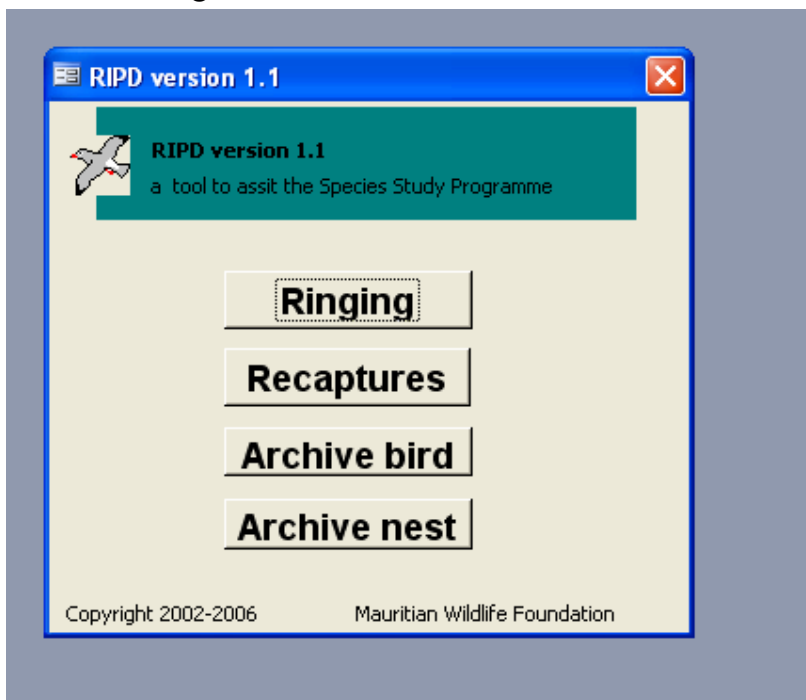 RIPD version 1.1
RIPD version 1.1
a tool to assit the Species Study Programme
Ringing
Recaptures
Archive bird
Archive nest
Copyright 2002-2006 Mauritian Wildlife Foundation